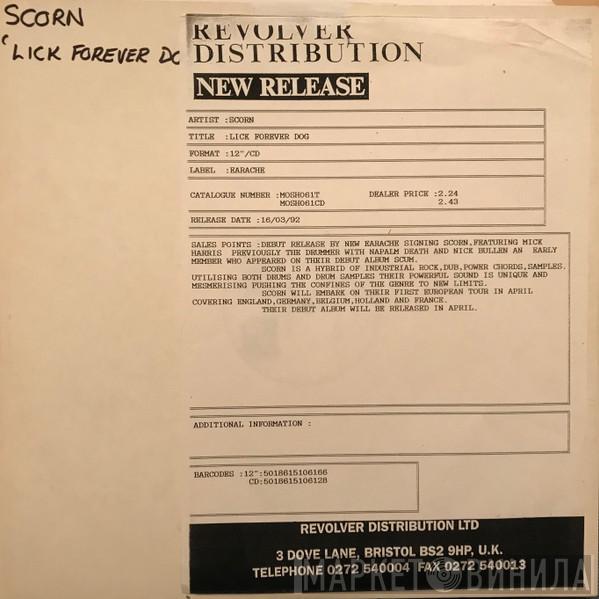 SCORN
'LICK FOREVER DO
REVOLVER
DISTRIBUTION
NEW RELEASE
ARTIST :SCORN
TITLE :LICK FOREVER DOG
FORMAT :12"/CD
LABEL :EARACHE
CATALOGUE NUMBER :MOSH061T DEALER PRICE :2.24
MOSH061CD 2.43
RELEASE DATE :16/03/92
SALES POINTS :DEBUT RELEASE BY NEW EARACHE SIGNING SCORN,FEATURING MICK
HARRIS PREVIOUSLY THE DRUMMER WITH NAPALM DEATH AND NICK BULLEN AN EARLY
MEMBER WHO APPEARED ON THEIR DEBUT ALBUM SCUM.
SCORN IS A HYBRID OF INDUSTRIAL ROCK,DUB,POWER CHORDS,SAMPLES.
UTILISING BOTH DRUMS AND DRUM SAMPLES THEIR POWERFUL SOUND IS UNIQUE AND
MESMERISING PUSHING THE CONFINES OF THE GENRE TO NEW LIMITS.
SCORN WILL EMBARK ON THEIR FIRST EUROPEAN TOUR IN APRIL
COVERING ENGLAND,GERMANY,BELGIUM,HOLLAND AND FRANCE.
THEIR DEBUT ALBUM WILL BE RELEASED IN APRIL.
ADDITIONAL INFORMATION :
BARCODES :12":5018615106166
CD:5018615106128
REVOLVER DISTRIBUTION LTD
3 DOVE LANE, BRISTOL BS2 9HP, U.K.
TELEPHONE 0272 540004 FAX 0272 540013
МАРКЕТ ВИНИЛА